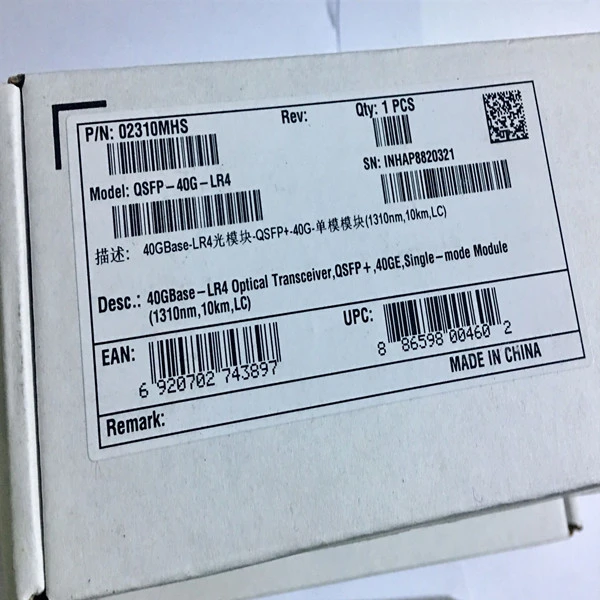 P/N: 02310MHS
Rev:
Qty: 1 PCS
Model: QSFP-40G-LR4
SN: INHAP8820321
描述: 40GBase-LR4光模块-QSFP+-40G-单模模块(1310nm,10km,LC)
Desc.: 40GBase-LR4 Optical Transceiver,QSFP+,40GE,Single-mode Module
(1310nm,10km,LC)
EAN:
6 920702 743897
UPC:
8 86598 00460 2
MADE IN CHINA
Remark: